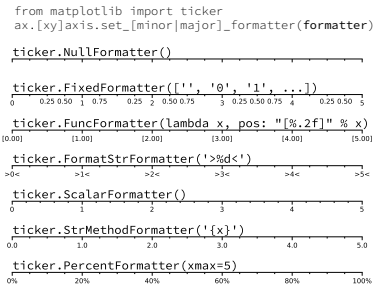 from matplotlib import ticker
ax.[xy]axis.set_[minor|major]_formatter(formatter)
ticker.NullFormatter()
ticker.FixedFormatter(['', '0', '1', ...])
0 0.25 0.50 1 0.75 2 0.25 0.50 3 0.75 0.25 0.50 4 0.75 0.25 0.50 5
ticker.FuncFormatter(lambda x, pos: "[%.2f]" % x)
[0.00] [1.00] [2.00] [3.00] [4.00] [5.00]
ticker.FormatStrFormatter('>%d<')
>0< >1< >2< >3< >4< >5<
ticker.ScalarFormatter()
0 1 2 3 4 5
ticker.StrMethodFormatter('{x}')
0.0 1.0 2.0 3.0 4.0 5.0
ticker.PercentFormatter(xmax=5)
0% 20% 40% 60% 80% 100%